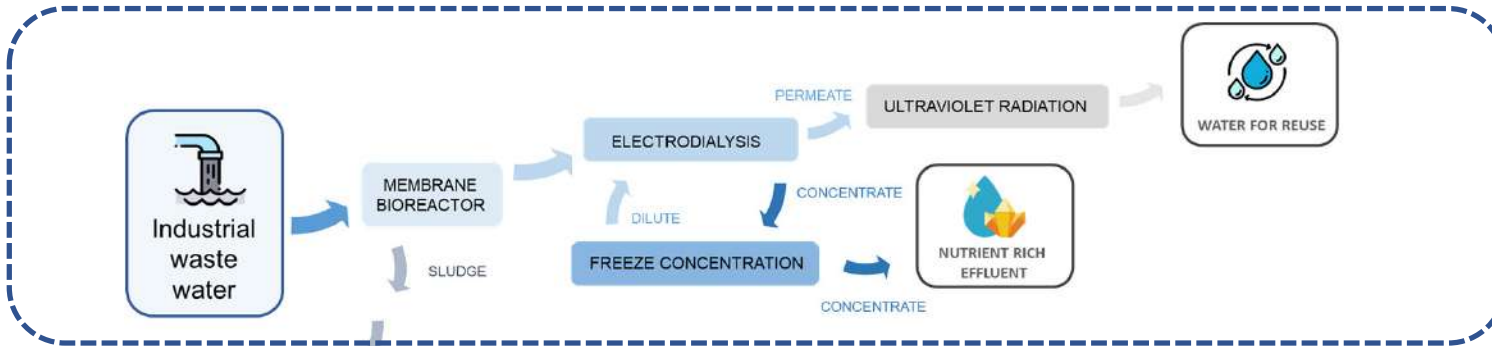 Industrial
waste
water
MEMBRANE
BIOREACTOR
SLUDGE
ELECTRODIALYSIS
DILUTE
CONCENTRATE
FREEZE CONCENTRATION
CONCENTRATE
NUTRIENT RICH
EFFLUENT
PERMEATE
ULTRAVIOLET RADIATION
WATER FOR REUSE